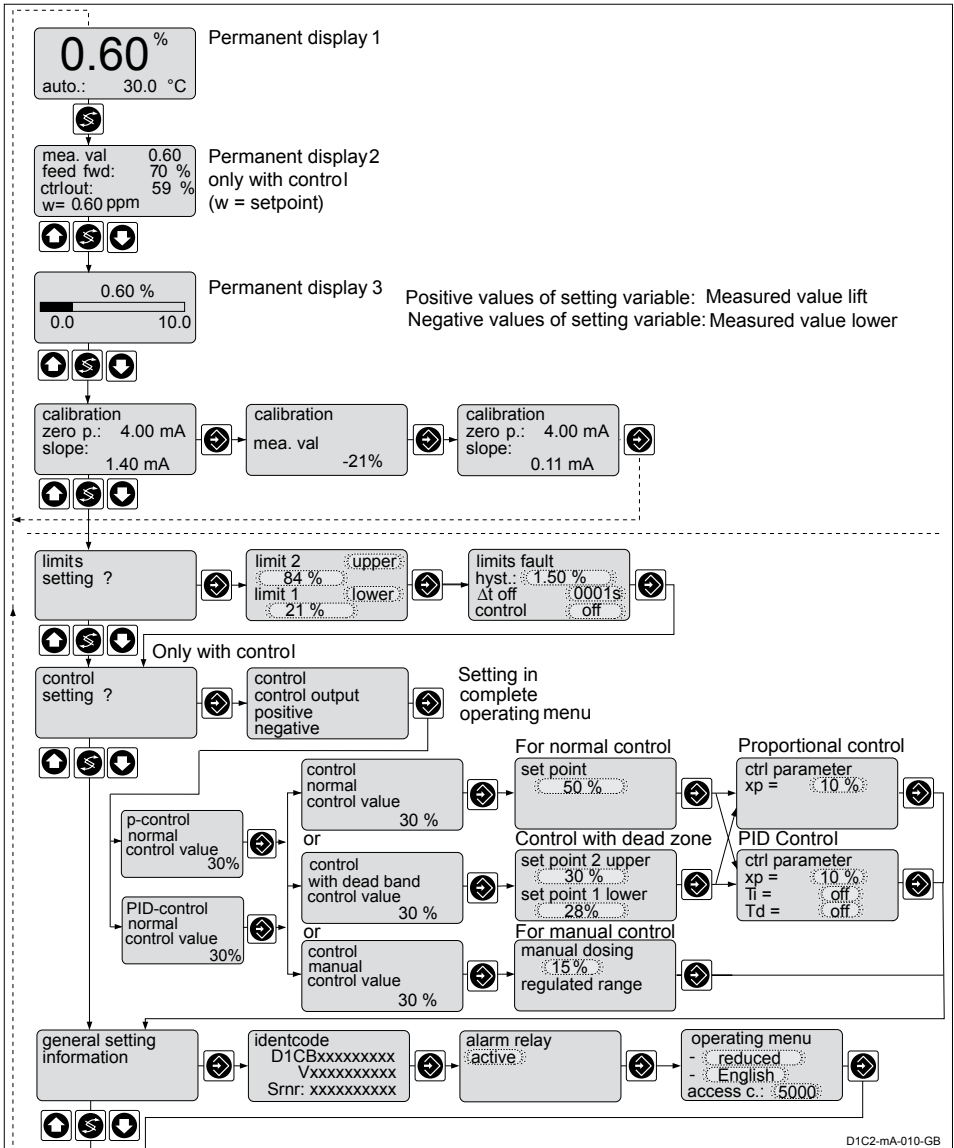 0.60 %
auto.: 30.0 °C
Permanent display 1
mea. val 0.60
feed fwd: 70 %
ctrlout: 59 %
w= 0.60 ppm
Permanent display2
only with control
(w = setpoint)
0.60 %
0.0 10.0
Permanent display 3
Positive values of setting variable: Measured value lift
Negative values of setting variable: Measured value lower
calibration
zero p.: 4.00 mA
slope:
1.40 mA
calibration
mea. val
-21%
calibration
zero p.: 4.00 mA
slope:
0.11 mA
limits
setting ?
limit 2 upper
84 %
limit 1 lower
21 %
limits fault
hyst.: 1.50 %
Δt off 0001s
control off
Only with control
control
setting ?
control
control output
positive
negative
Setting in
complete
operating menu
p-control
normal
control value
30%
PID-control
normal
control value
30%
control
normal
control value
30 %
or
control
with dead band
control value
30 %
or
control
manual
control value
30 %
For normal control
set point
50 %
Control with dead zone
set point 2 upper
30 %
set point 1 lower
28%
For manual control
manual dosing
15 %
regulated range
Proportional control
ctrl parameter
xp = 10 %
PID Control
ctrl parameter
xp = 10 %
Ti = off
Td = off
general setting
information
identcode
D1CBxxxxxxxxx
Vxxxxxxxxxx
Srnr: xxxxxxxxxx
alarm relay
active
operating menu
- reduced
- English
access c.: 5000
D1C2-mA-010-GB